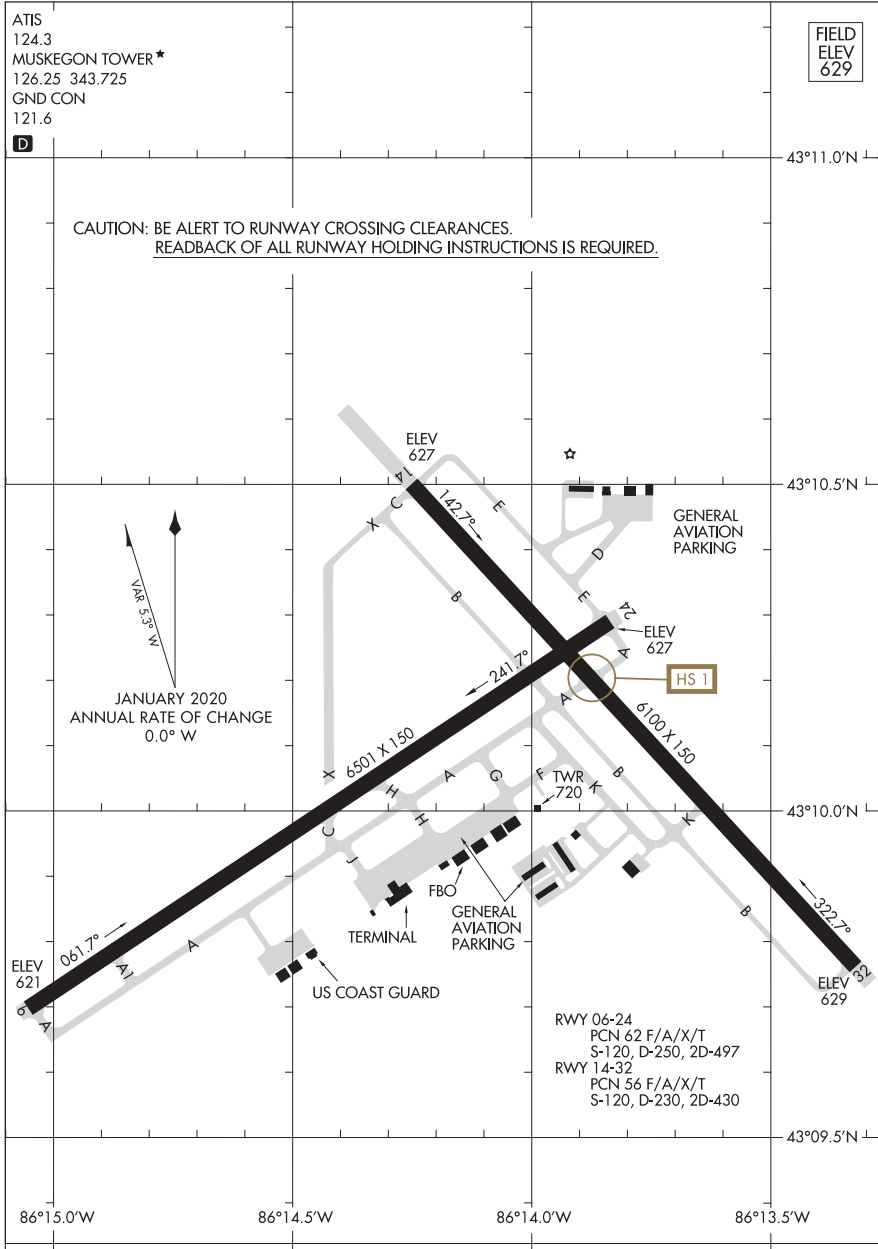 ATIS
124.3
MUSKEGON TOWER★
126.25 343.725
GND CON
121.6
D
FIELD
ELEV
629
43°11.0'N
CAUTION: BE ALERT TO RUNWAY CROSSING CLEARANCES.
READBACK OF ALL RUNWAY HOLDING INSTRUCTIONS IS REQUIRED.
ELEV
627
14
C
X
142.7°
E
43°10.5'N
GENERAL
AVIATION
PARKING
D
B
E
24
ELEV
627
A
VAR 5.3° W
JANUARY 2020
ANNUAL RATE OF CHANGE
0.0° W
241.7°
HS 1
A
6501 X 150
6100 X 150
X
H
A
G
F
K
B
TWR
720
43°10.0'N
C
J
H
K
FBO
GENERAL
AVIATION
PARKING
TERMINAL
B
322.7°
061.7°
A
A1
ELEV
621
6
A
US COAST GUARD
32
ELEV
629
RWY 06-24
PCN 62 F/A/X/T
S-120, D-250, 2D-497
RWY 14-32
PCN 56 F/A/X/T
S-120, D-230, 2D-430
43°09.5'N
86°15.0'W
86°14.5'W
86°14.0'W
86°13.5'W